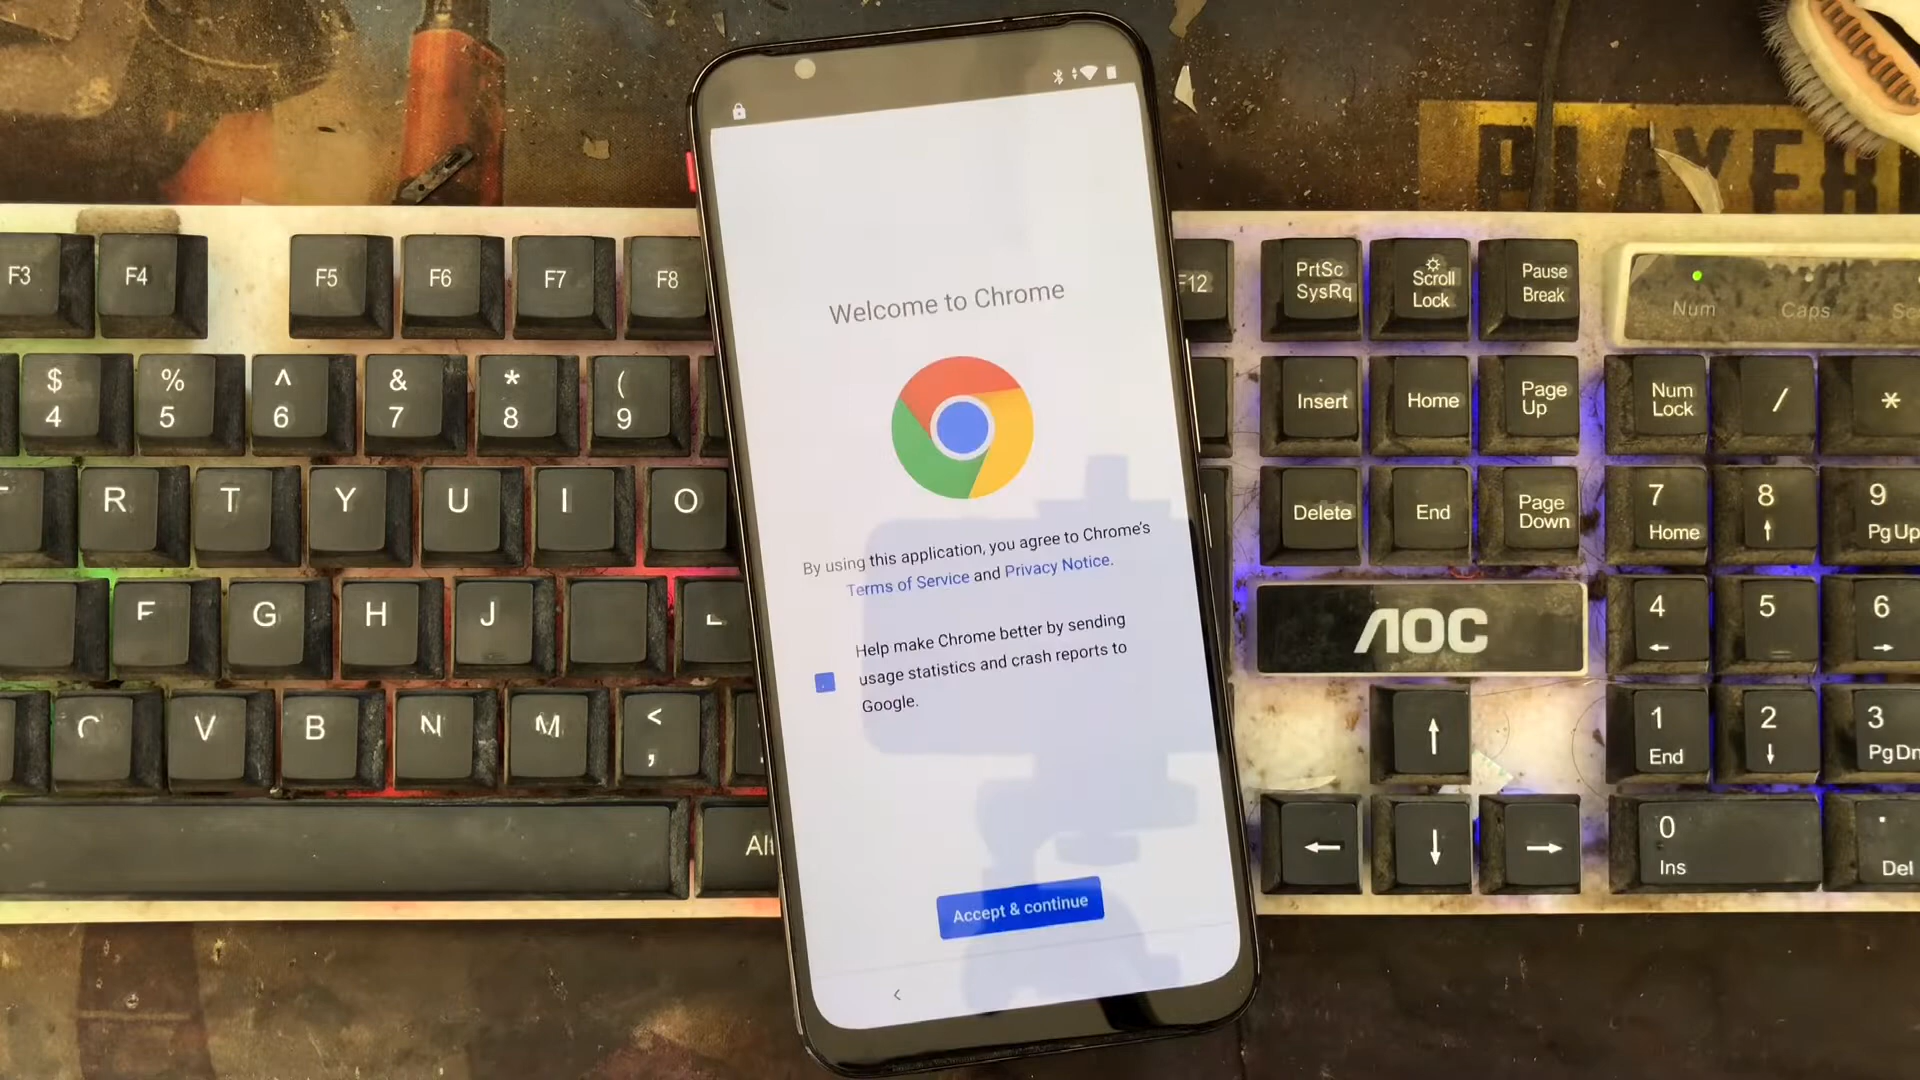 PLAYER
F3 F4 F5 F6 F7 F8 F12 PrtSc SysRq Scroll Lock Pause Break
Num Caps
$ 4 % 5 ^ 6 & 7 * 8 ( 9 Insert Home Page Up Num Lock / *
R T Y U I O Delete End Page Down 7 Home 8 9 PgUp
F G H J AOC 4 5 6
C V B N M < , 1 End 2 3 PgDn
Alt 0 Ins . Del
Welcome to Chrome
By using this application, you agree to Chrome's
Terms of Service and Privacy Notice.
Help make Chrome better by sending
usage statistics and crash reports to
Google.
Accept & continue